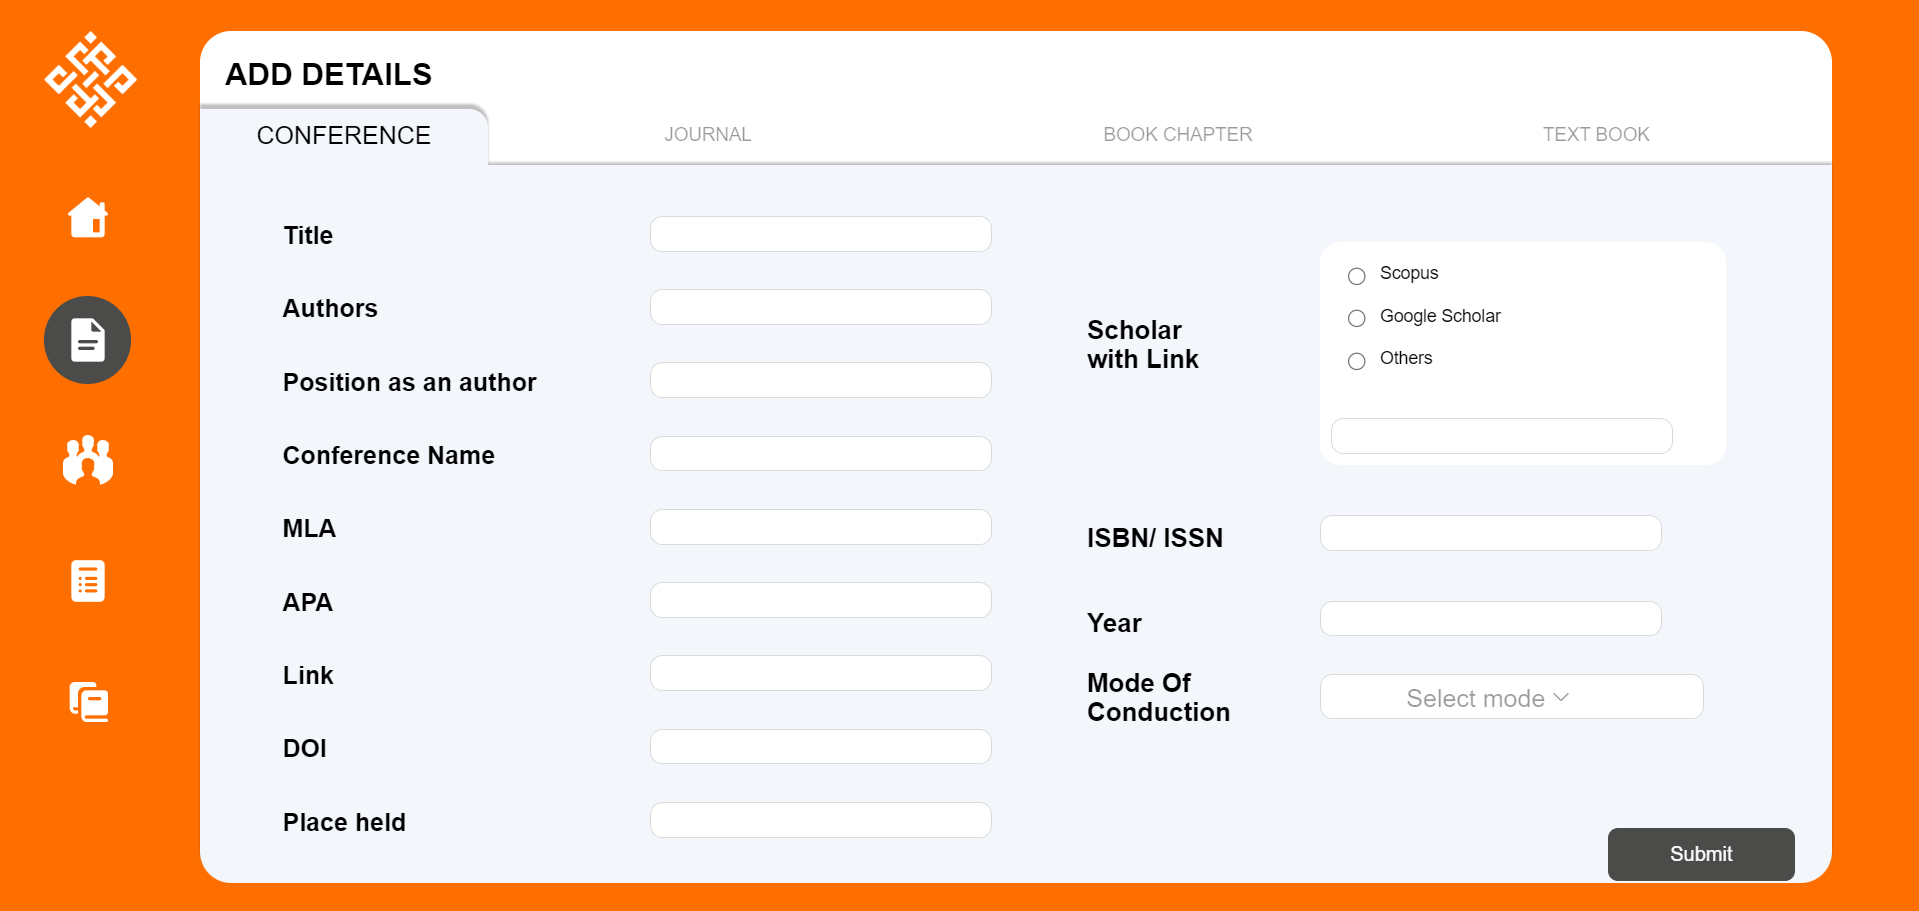 ADD DETAILS
CONFERENCE
JOURNAL
BOOK CHAPTER
TEXT BOOK
Title
Authors
Position as an author
Conference Name
MLA
APA
Link
DOI
Place held
Scholar
with Link
Scopus
Google Scholar
Others
ISBN/ ISSN
Year
Mode Of
Conduction
Select mode
Submit